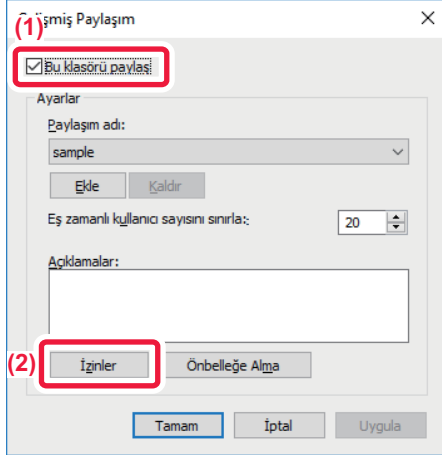 (1)
Gelişmiş Paylaşım
Bu klasörü paylaş
Ayarlar
Paylaşım adı:
sample
Ekle Kaldır
Eş zamanlı kullanıcı sayısını sınırla:: 20
Açıklamalar:
(2) İzinler Önbelleğe Alma
Tamam İptal Uygula